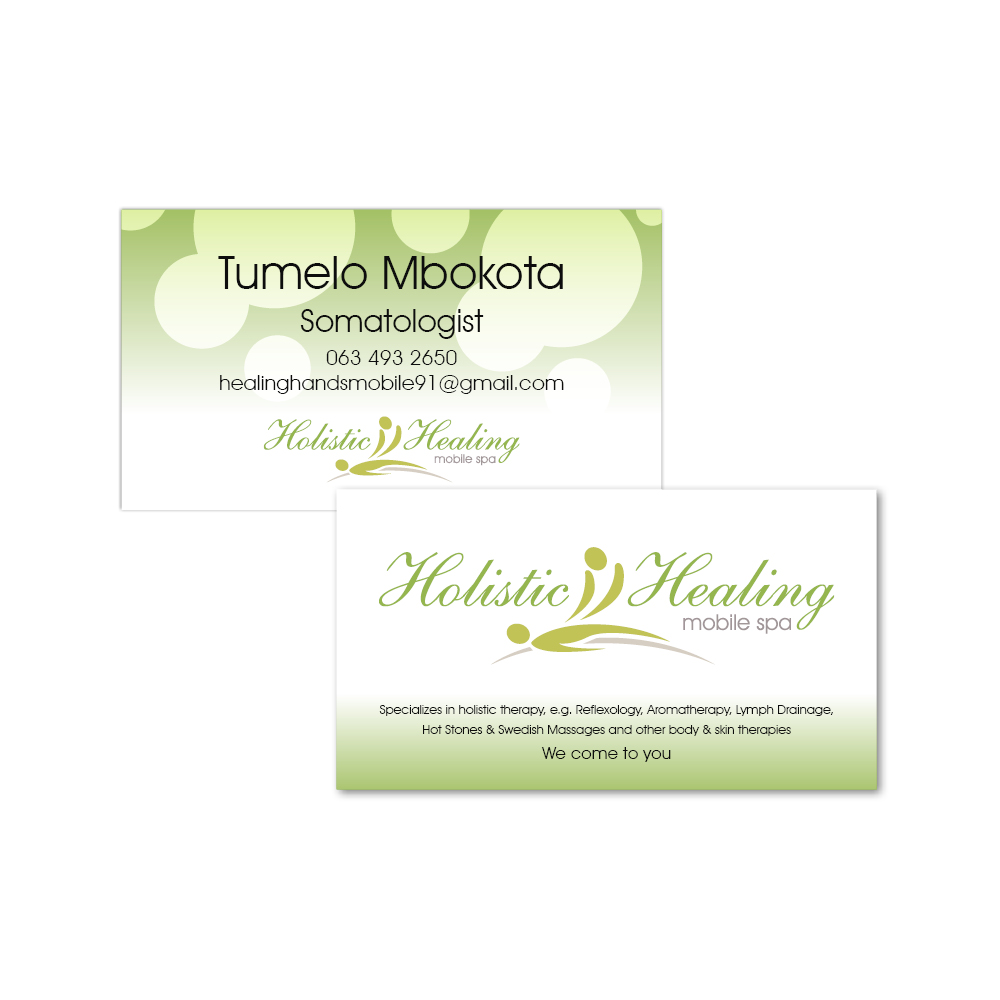 Tumelo Mbokota
Somatologist
063 493 2650
healinghandsmobile91@gmail.com
Holistic Healing
mobile spa
Holistic Healing
mobile spa
Specializes in holistic therapy, e.g. Reflexology, Aromatherapy, Lymph Drainage,
Hot Stones & Swedish Massages and other body & skin therapies
We come to you